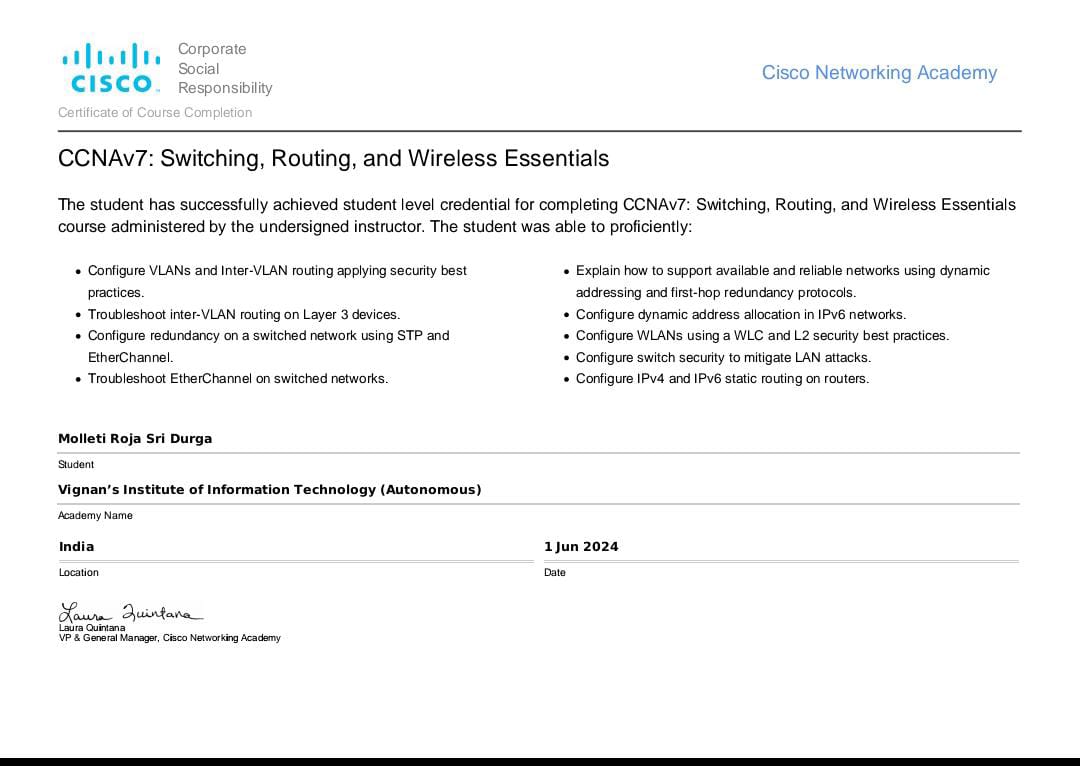 CISCO
Corporate
Social
Responsibility
Cisco Networking Academy
Certificate of Course Completion
CCNAv7: Switching, Routing, and Wireless Essentials
The student has successfully achieved student level credential for completing CCNAv7: Switching, Routing, and Wireless Essentials
course administered by the undersigned instructor. The student was able to proficiently:
• Configure VLANs and Inter-VLAN routing applying security best
practices.
• Troubleshoot inter-VLAN routing on Layer 3 devices.
• Configure redundancy on a switched network using STP and
EtherChannel.
• Troubleshoot EtherChannel on switched networks.
• Explain how to support available and reliable networks using dynamic
addressing and first-hop redundancy protocols.
• Configure dynamic address allocation in IPv6 networks.
• Configure WLANs using a WLC and L2 security best practices.
• Configure switch security to mitigate LAN attacks.
• Configure IPv4 and IPv6 static routing on routers.
Molleti Roja Sri Durga
Student
Vignan's Institute of Information Technology (Autonomous)
Academy Name
India
Location
1 Jun 2024
Date
Laura Quintana
Laura Quintana
VP & General Manager, Cisco Networking Academy